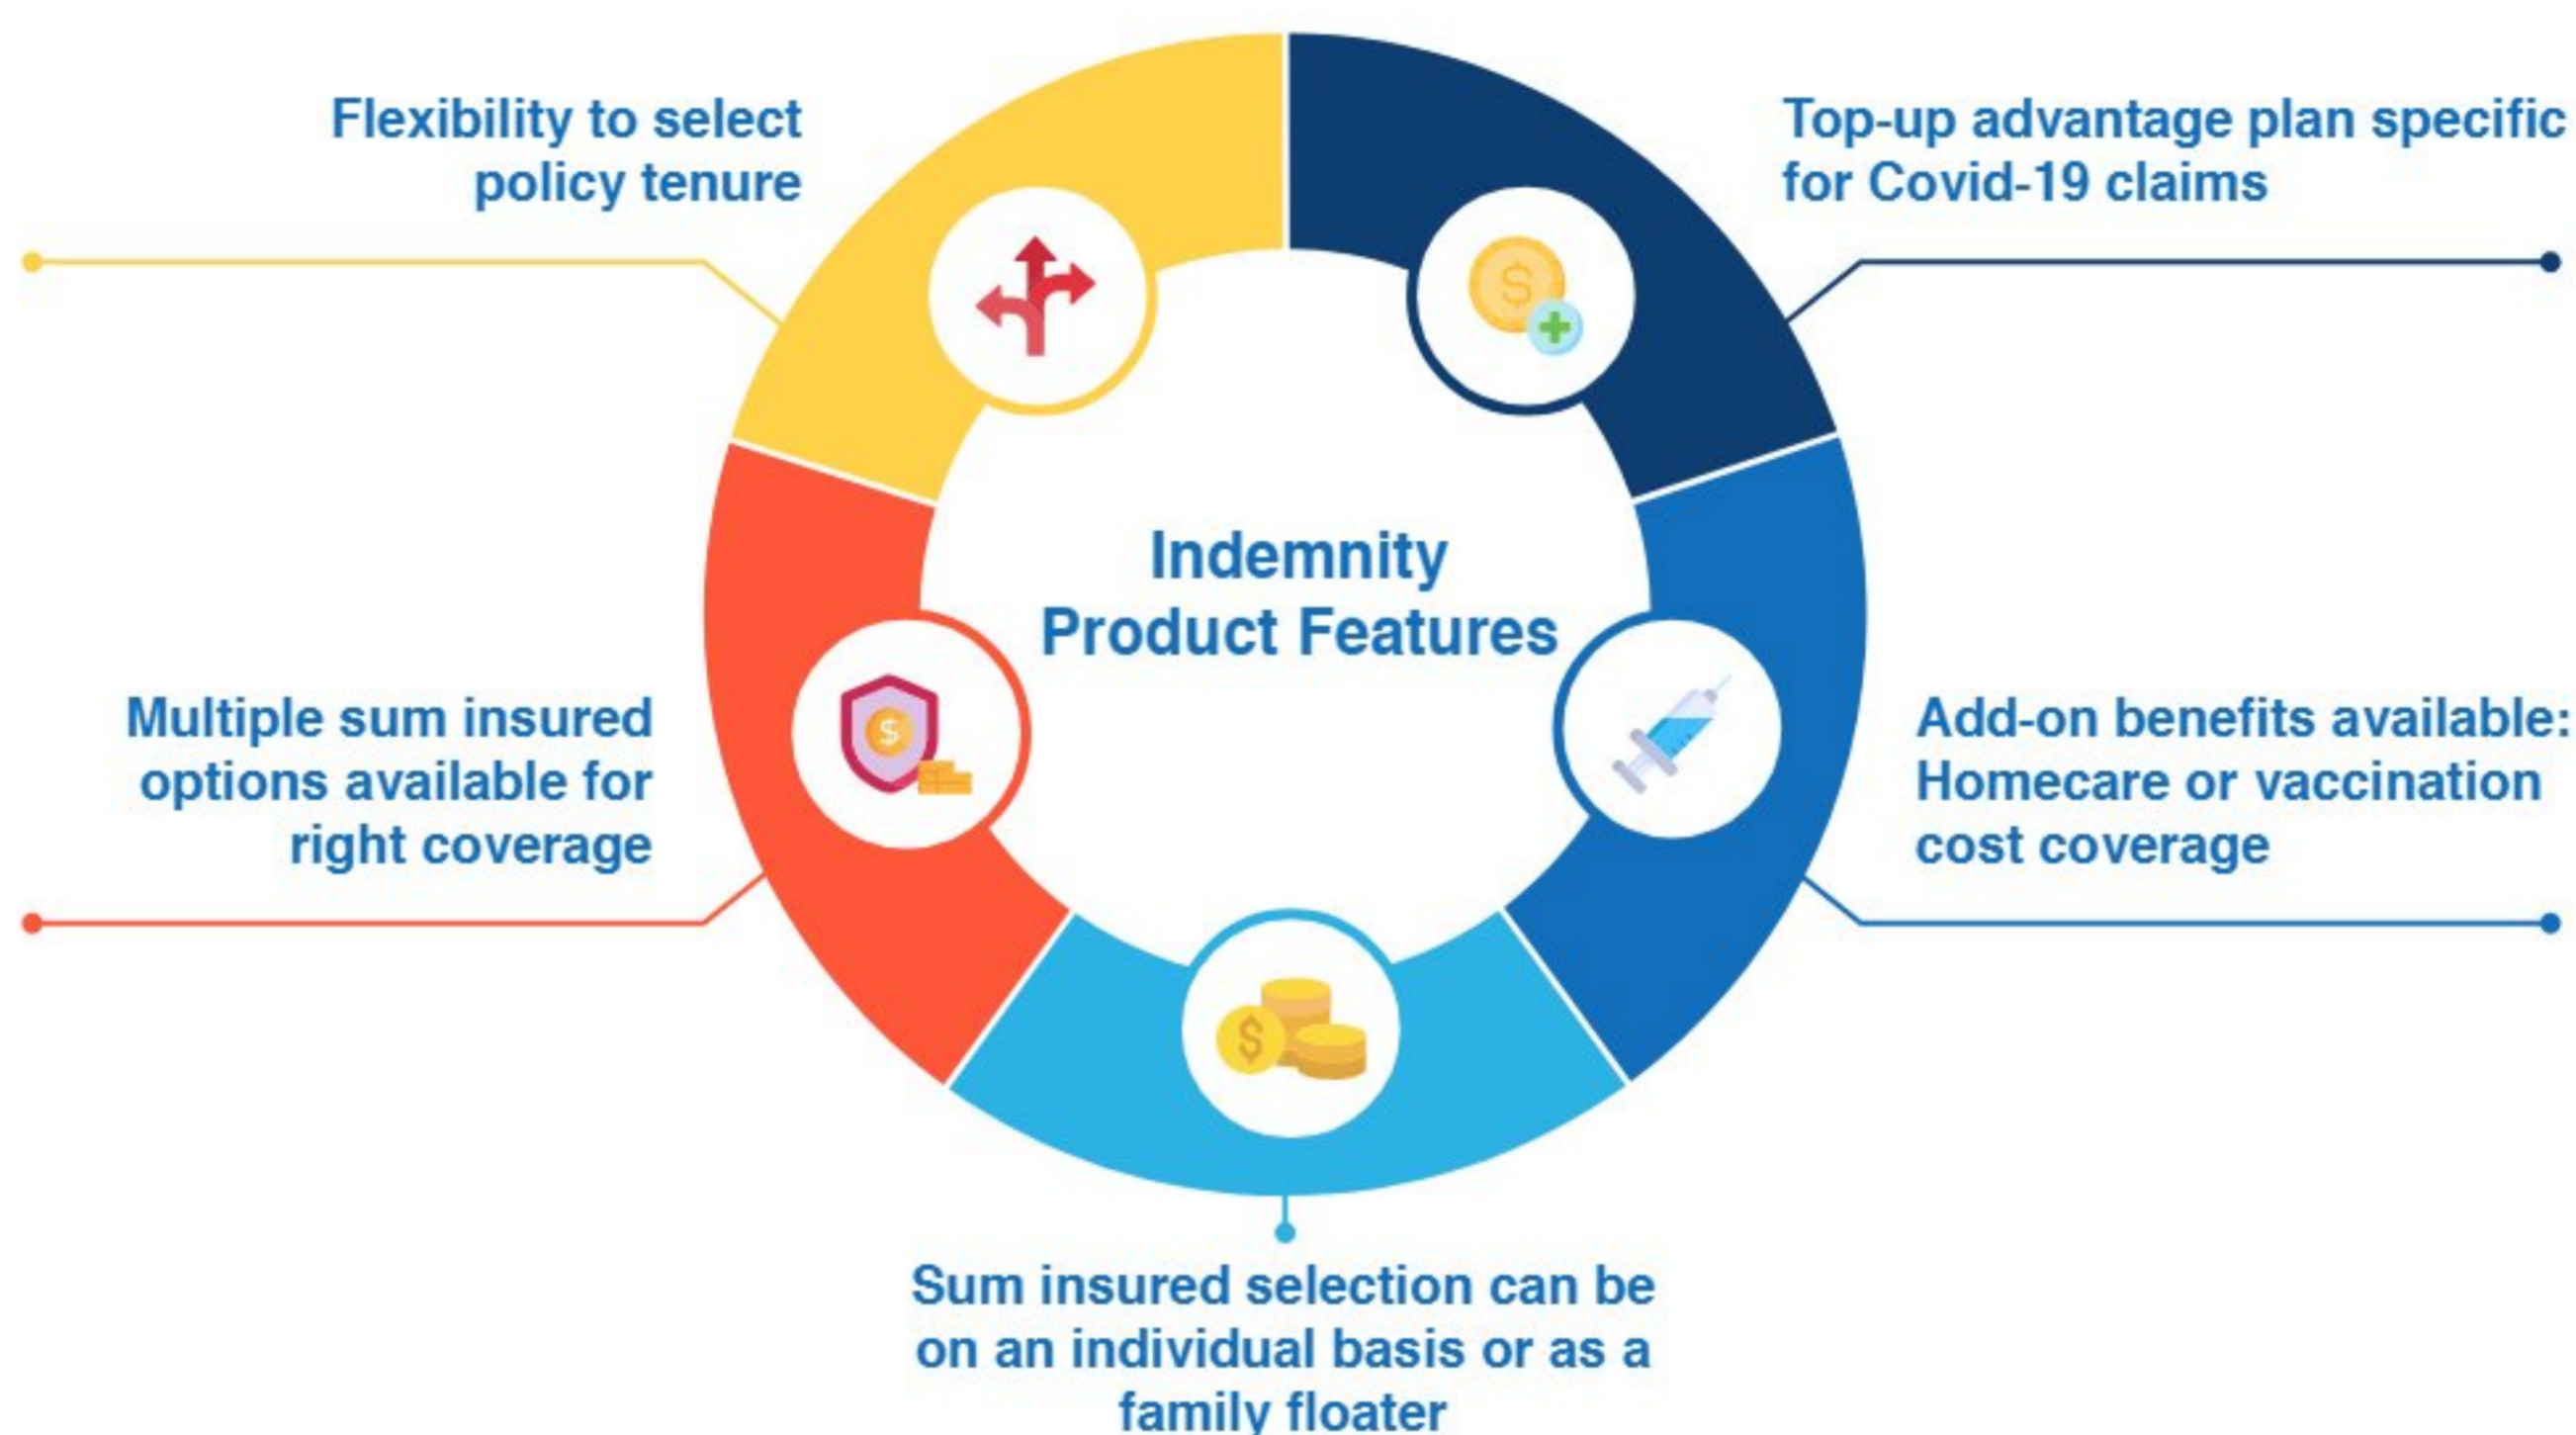 Flexibility to select
policy tenure
Top-up advantage plan specific
for Covid-19 claims
Indemnity
Product Features
Multiple sum insured
options available for
right coverage
Add-on benefits available:
Homecare or vaccination
cost coverage
Sum insured selection can be
on an individual basis or as a
family floater